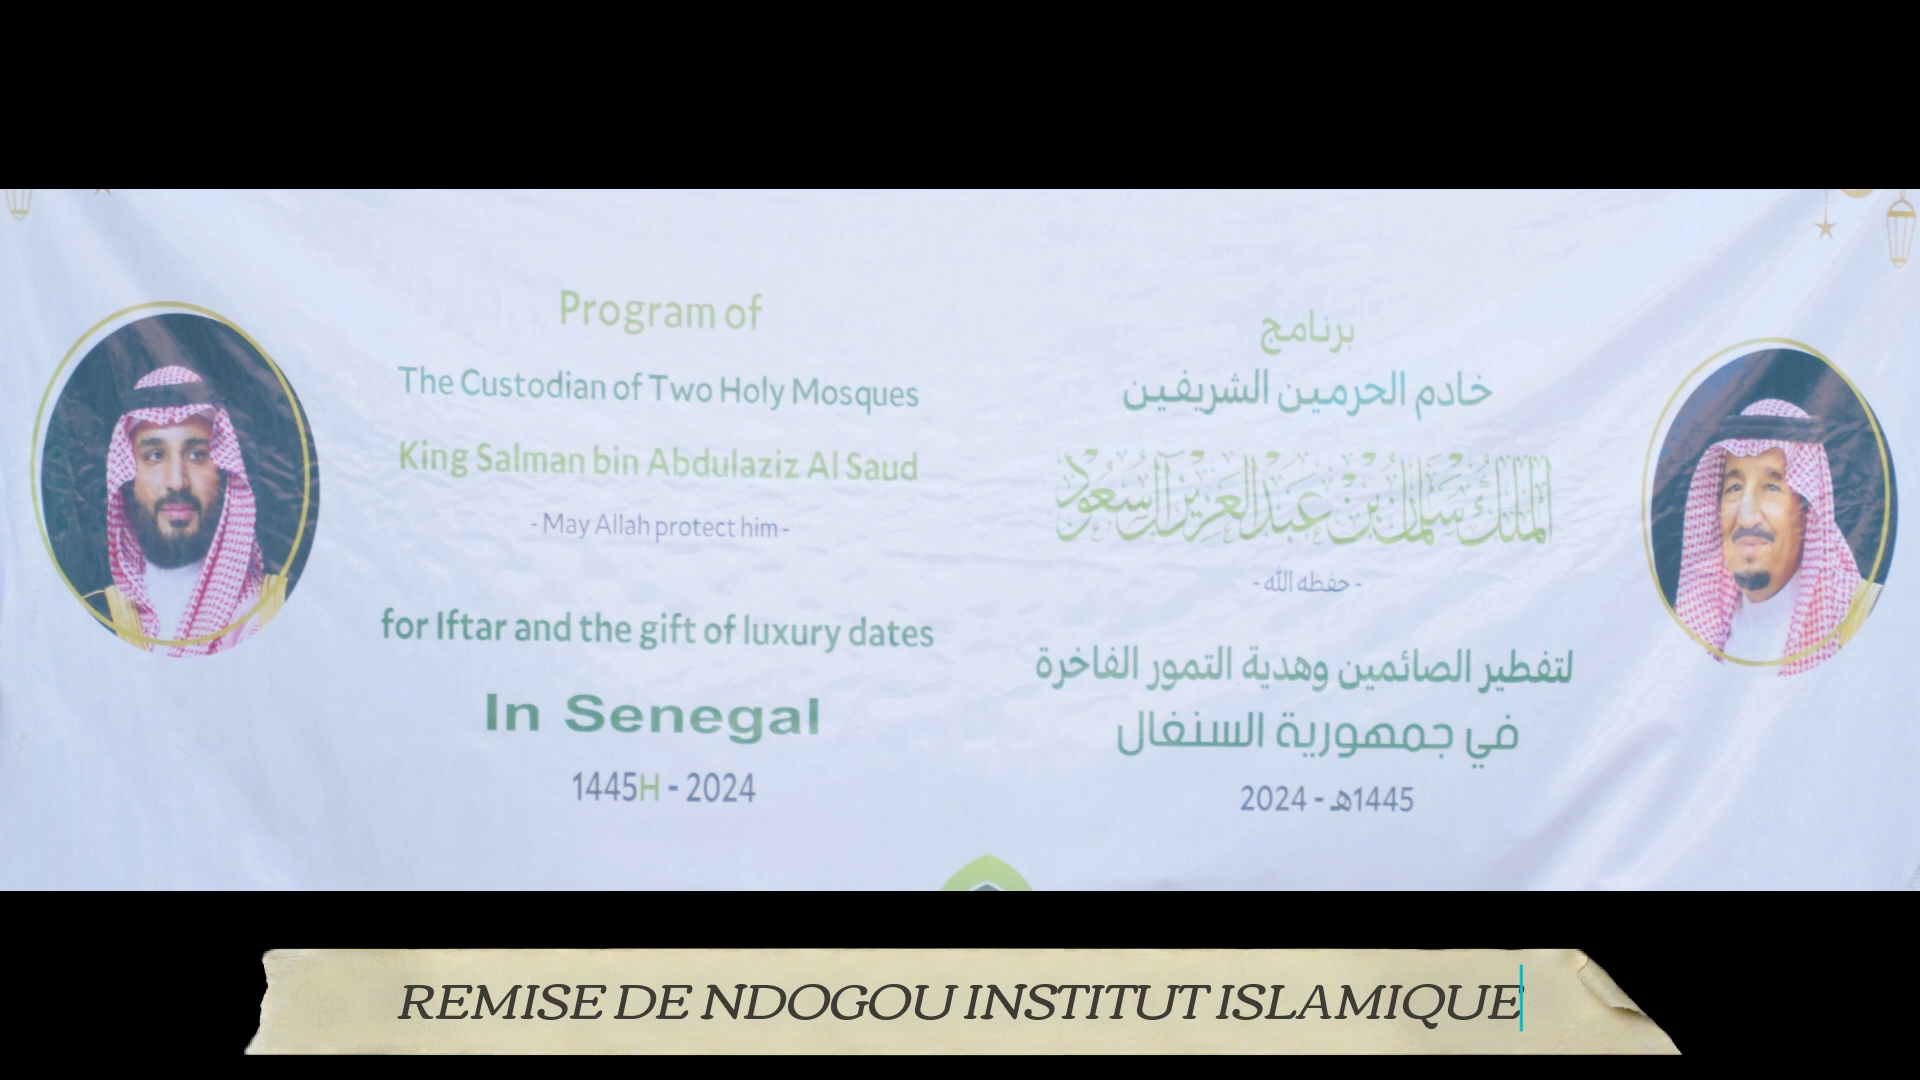 Program of
The Custodian of Two Holy Mosques
King Salman bin Abdulaziz Al Saud
- May Allah protect him -
for Iftar and the gift of luxury dates
In Senegal
1445H - 2024
برنامج
خادم الحرمين الشريفين
الملك سلمان بن عبدالعزيز آل سعود
- حفظه الله -
لتفطير الصائمين وهدية التمور الفاخرة
في جمهورية السنغال
1445هـ - 2024
REMISE DE NDOGOU INSTITUT ISLAMIQUE